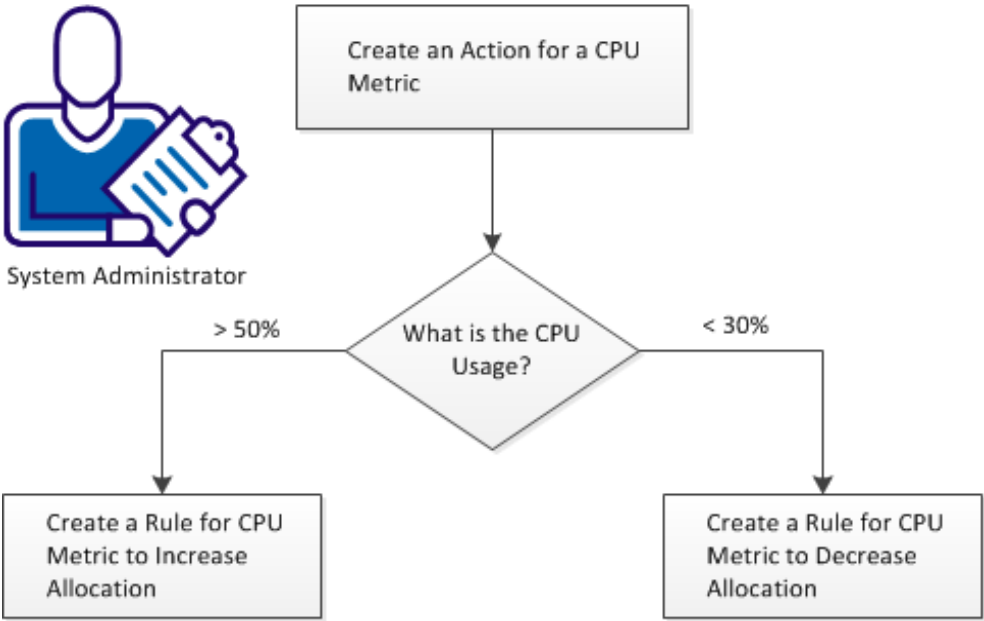 Create an Action for a CPU
Metric
System Administrator
> 50%
What is the CPU
Usage?
< 30%
Create a Rule for CPU
Metric to Increase
Allocation
Create a Rule for CPU
Metric to Decrease
Allocation